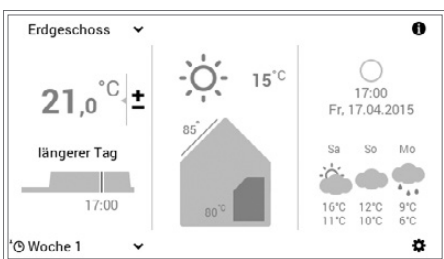 Erdgeschoss
21,0 °C ±
längerer Tag
17:00
Woche 1
15°C
85°
80°C
17:00
Fr, 17.04.2015
Sa So Mo
16°C 12°C 9°C
11°C 10°C 6°C